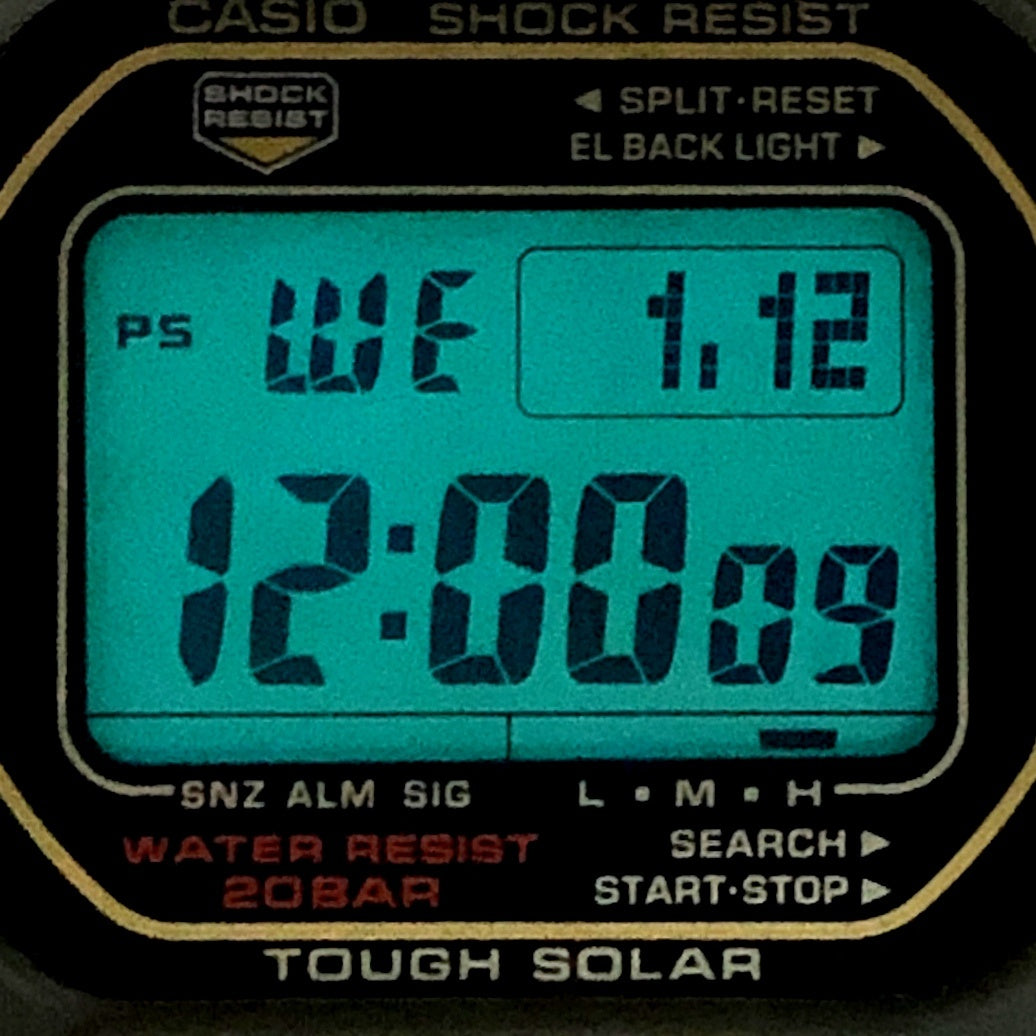 CASIO SHOCK RESIST
SHOCK
RESIST
◀ SPLIT·RESET
EL BACK LIGHT ▶
PS WE 1.12
12:00 09
SNZ ALM SIG L · M · H
WATER RESIST
20BAR
SEARCH ▶
START·STOP ▶
TOUGH SOLAR